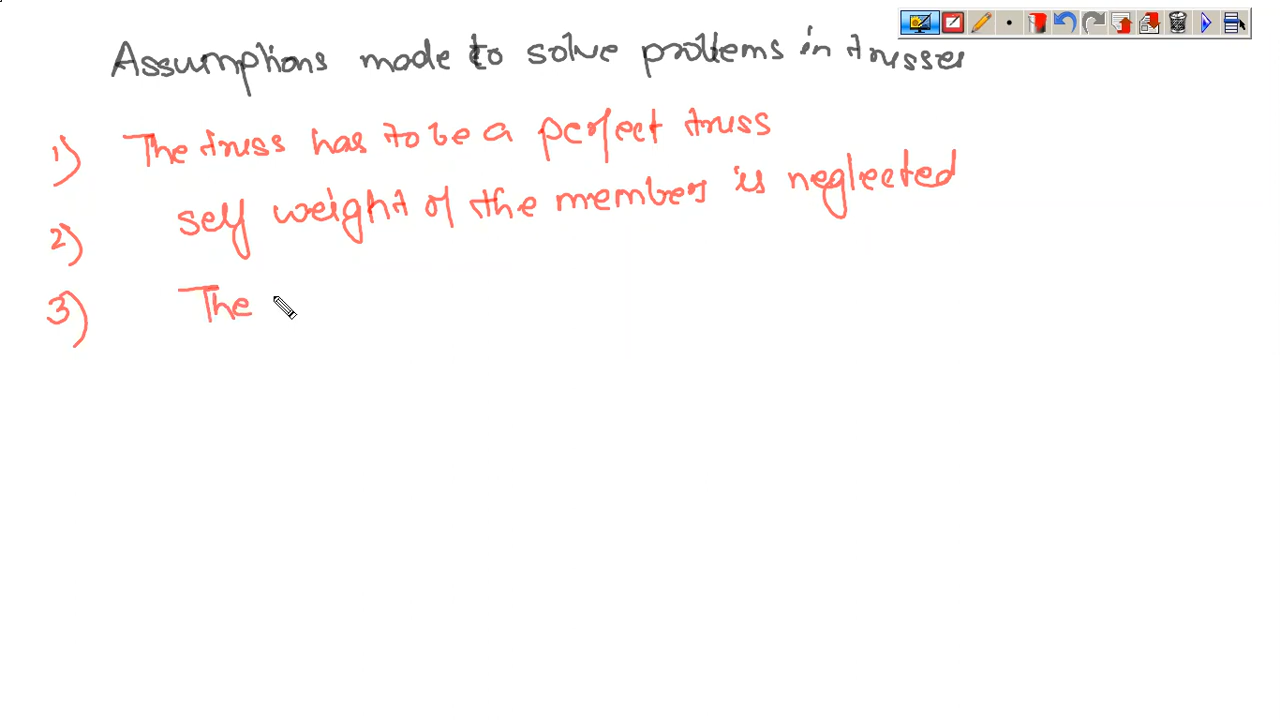 Assumptions made to solve problems in trusses
1) The truss has to be a perfect truss
2) self weight of the members is neglected
3) The